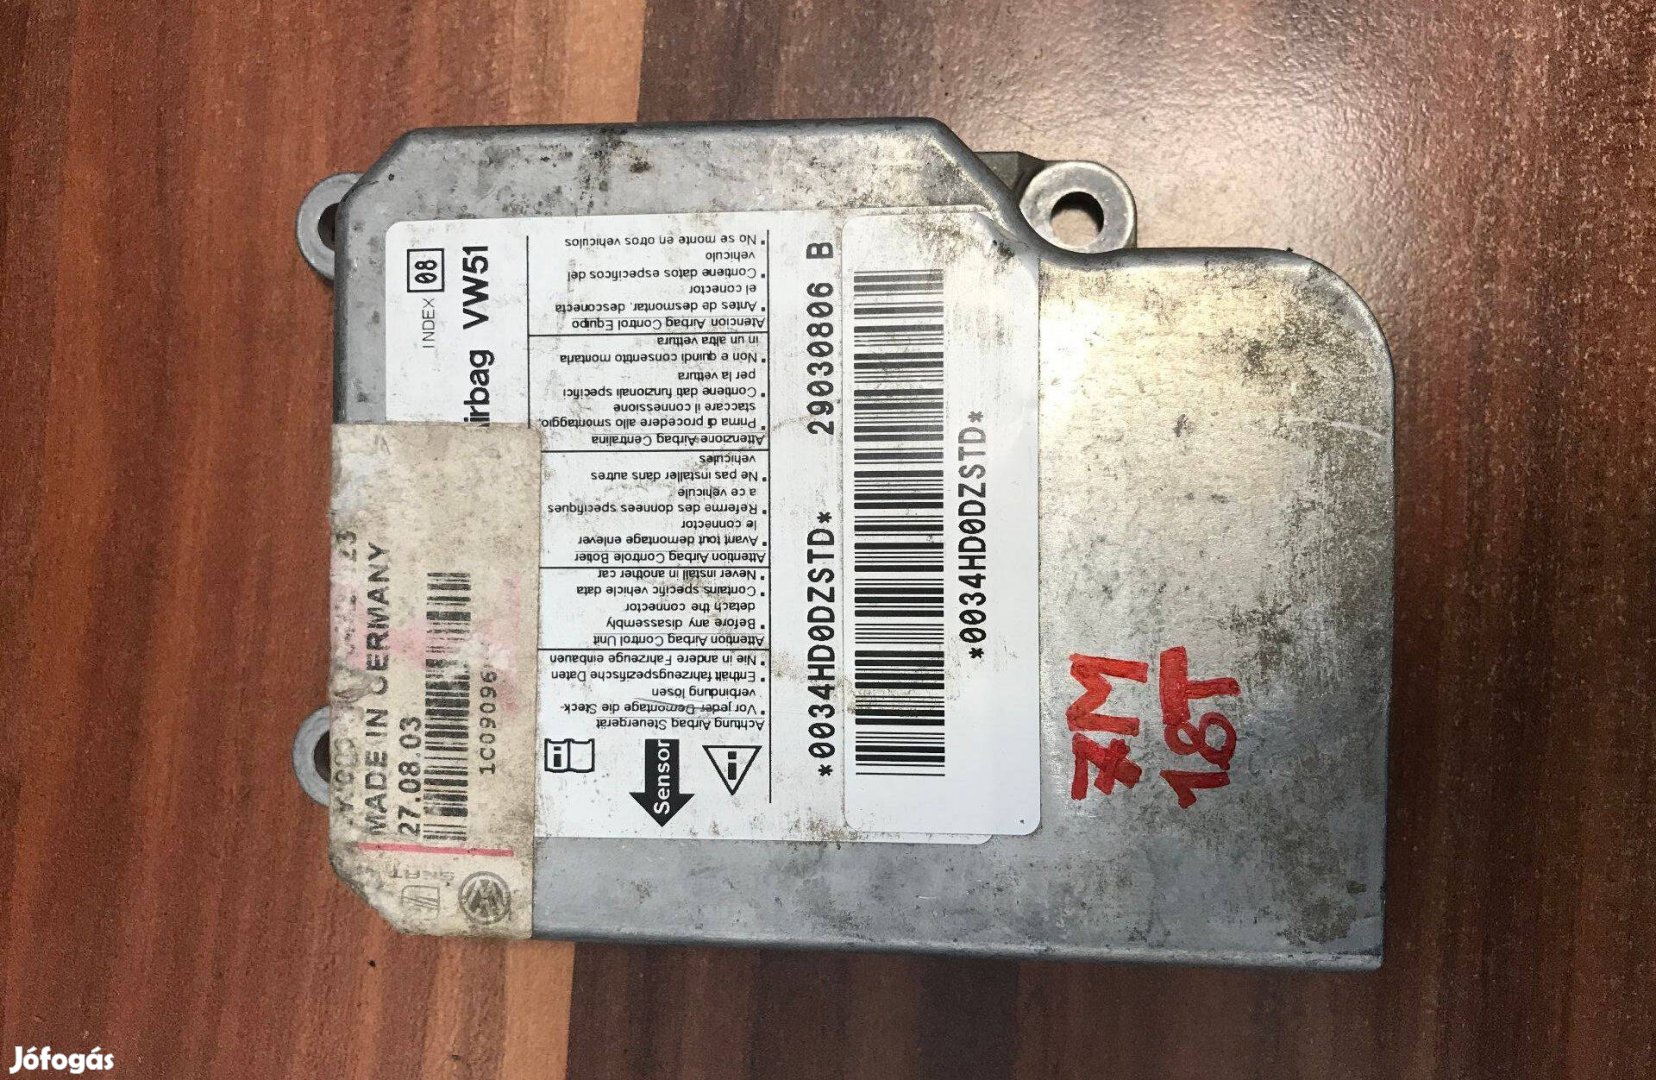 INDEX 08
Airbag VW51
MADE IN GERMANY
27.08.03
1C09096
SEAT
Achtung Airbag Steuergerät
• Vor jeder Demontage die Steck-
verbindung lösen
• Enthält fahrzeugspezifische Daten
• Nie in andere Fahrzeuge einbauen
Attention Airbag Control Unit
• Before any disassembly
detach the connector
• Contains specific vehicle data
• Never install in another car
Attention Airbag Controle Boitier
• Avant tout demontage enlever
le connector
• Referme des donnees specifiques
a ce vehicule
• Ne pas installer dans autres
vehicules
Attenzione Airbag Centralina
• Prima di procedere allo smontaggio,
staccare il connessione
• Contiene dati funzionali specifici
per la vettura
• Non e quindi consentito montarla
in un altra vettura
Atencion Airbag Control Equipo
• Antes de desmontar, desconecta
el conector
• Contiene datos especificos del
vehiculo
• No se monte en otros vehiculos
Sensor
*0034HD0DZSTD* 29030806 B
*0034HD0DZSTD*
7M
1.8T
Jófogás